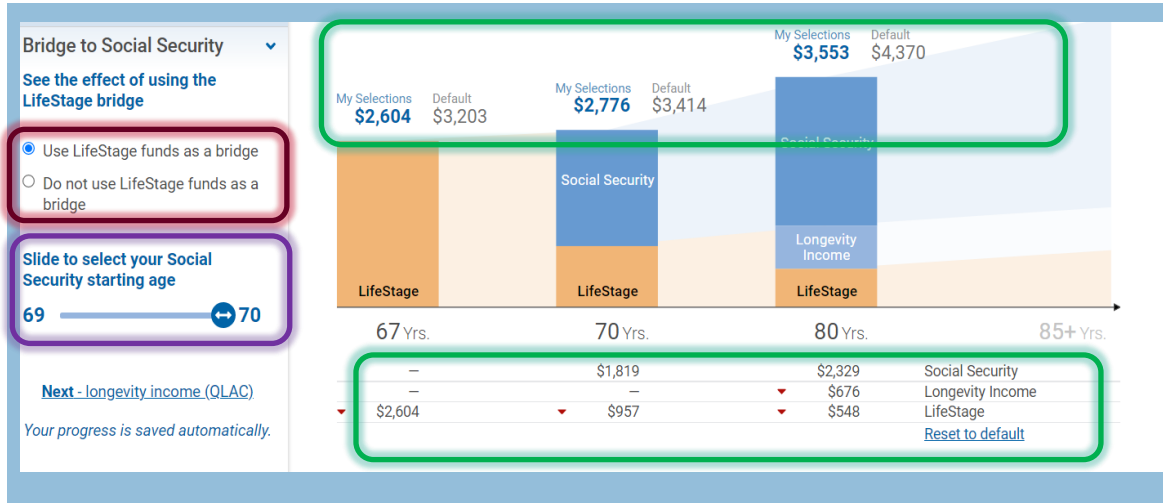 Bridge to Social Security
See the effect of using the
LifeStage bridge
Use LifeStage funds as a bridge
Do not use LifeStage funds as a
bridge
Slide to select your Social
Security starting age
69 70
Next - longevity income (QLAC)
Your progress is saved automatically.
My Selections Default
$2,604 $3,203
My Selections Default
$2,776 $3,414
My Selections Default
$3,553 $4,370
LifeStage
Social Security
LifeStage
Social Security
Longevity
Income
LifeStage
67 Yrs. 70 Yrs. 80 Yrs. 85+ Yrs.
– $1,819 $2,329 Social Security
– – $676 Longevity Income
$2,604 $957 $548 LifeStage
Reset to default